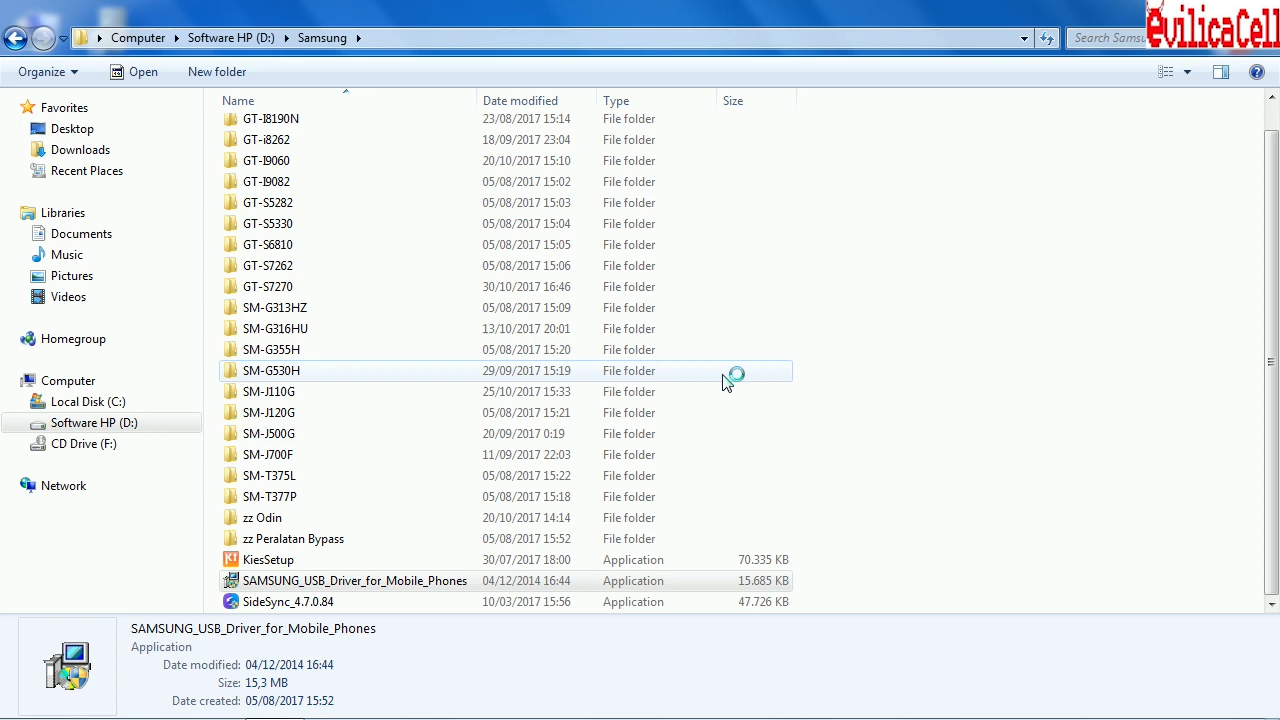 Computer Software HP (D:) Samsung Search Samsu
evilicaCell
Organize Open New folder
Favorites
Desktop
Downloads
Recent Places
Libraries
Documents
Music
Pictures
Videos
Homegroup
Computer
Local Disk (C:)
Software HP (D:)
CD Drive (F:)
Network
Name Date modified Type Size
GT-I8190N 23/08/2017 15:14 File folder
GT-i8262 18/09/2017 23:04 File folder
GT-I9060 20/10/2017 15:10 File folder
GT-I9082 05/08/2017 15:02 File folder
GT-S5282 05/08/2017 15:03 File folder
GT-S5330 05/08/2017 15:04 File folder
GT-S6810 05/08/2017 15:05 File folder
GT-S7262 05/08/2017 15:06 File folder
GT-S7270 30/10/2017 16:46 File folder
SM-G313HZ 05/08/2017 15:09 File folder
SM-G316HU 13/10/2017 20:01 File folder
SM-G355H 05/08/2017 15:20 File folder
SM-G530H 29/09/2017 15:19 File folder
SM-J110G 25/10/2017 15:33 File folder
SM-J120G 05/08/2017 15:21 File folder
SM-J500G 20/09/2017 0:19 File folder
SM-J700F 11/09/2017 22:03 File folder
SM-T375L 05/08/2017 15:22 File folder
SM-T377P 05/08/2017 15:18 File folder
zz Odin 20/10/2017 14:14 File folder
zz Peralatan Bypass 05/08/2017 15:52 File folder
KiesSetup 30/07/2017 18:00 Application 70.335 KB
SAMSUNG_USB_Driver_for_Mobile_Phones 04/12/2014 16:44 Application 15.685 KB
SideSync_4.7.0.84 10/03/2017 15:56 Application 47.726 KB
SAMSUNG_USB_Driver_for_Mobile_Phones
Application
Date modified: 04/12/2014 16:44
Size: 15,3 MB
Date created: 05/08/2017 15:52